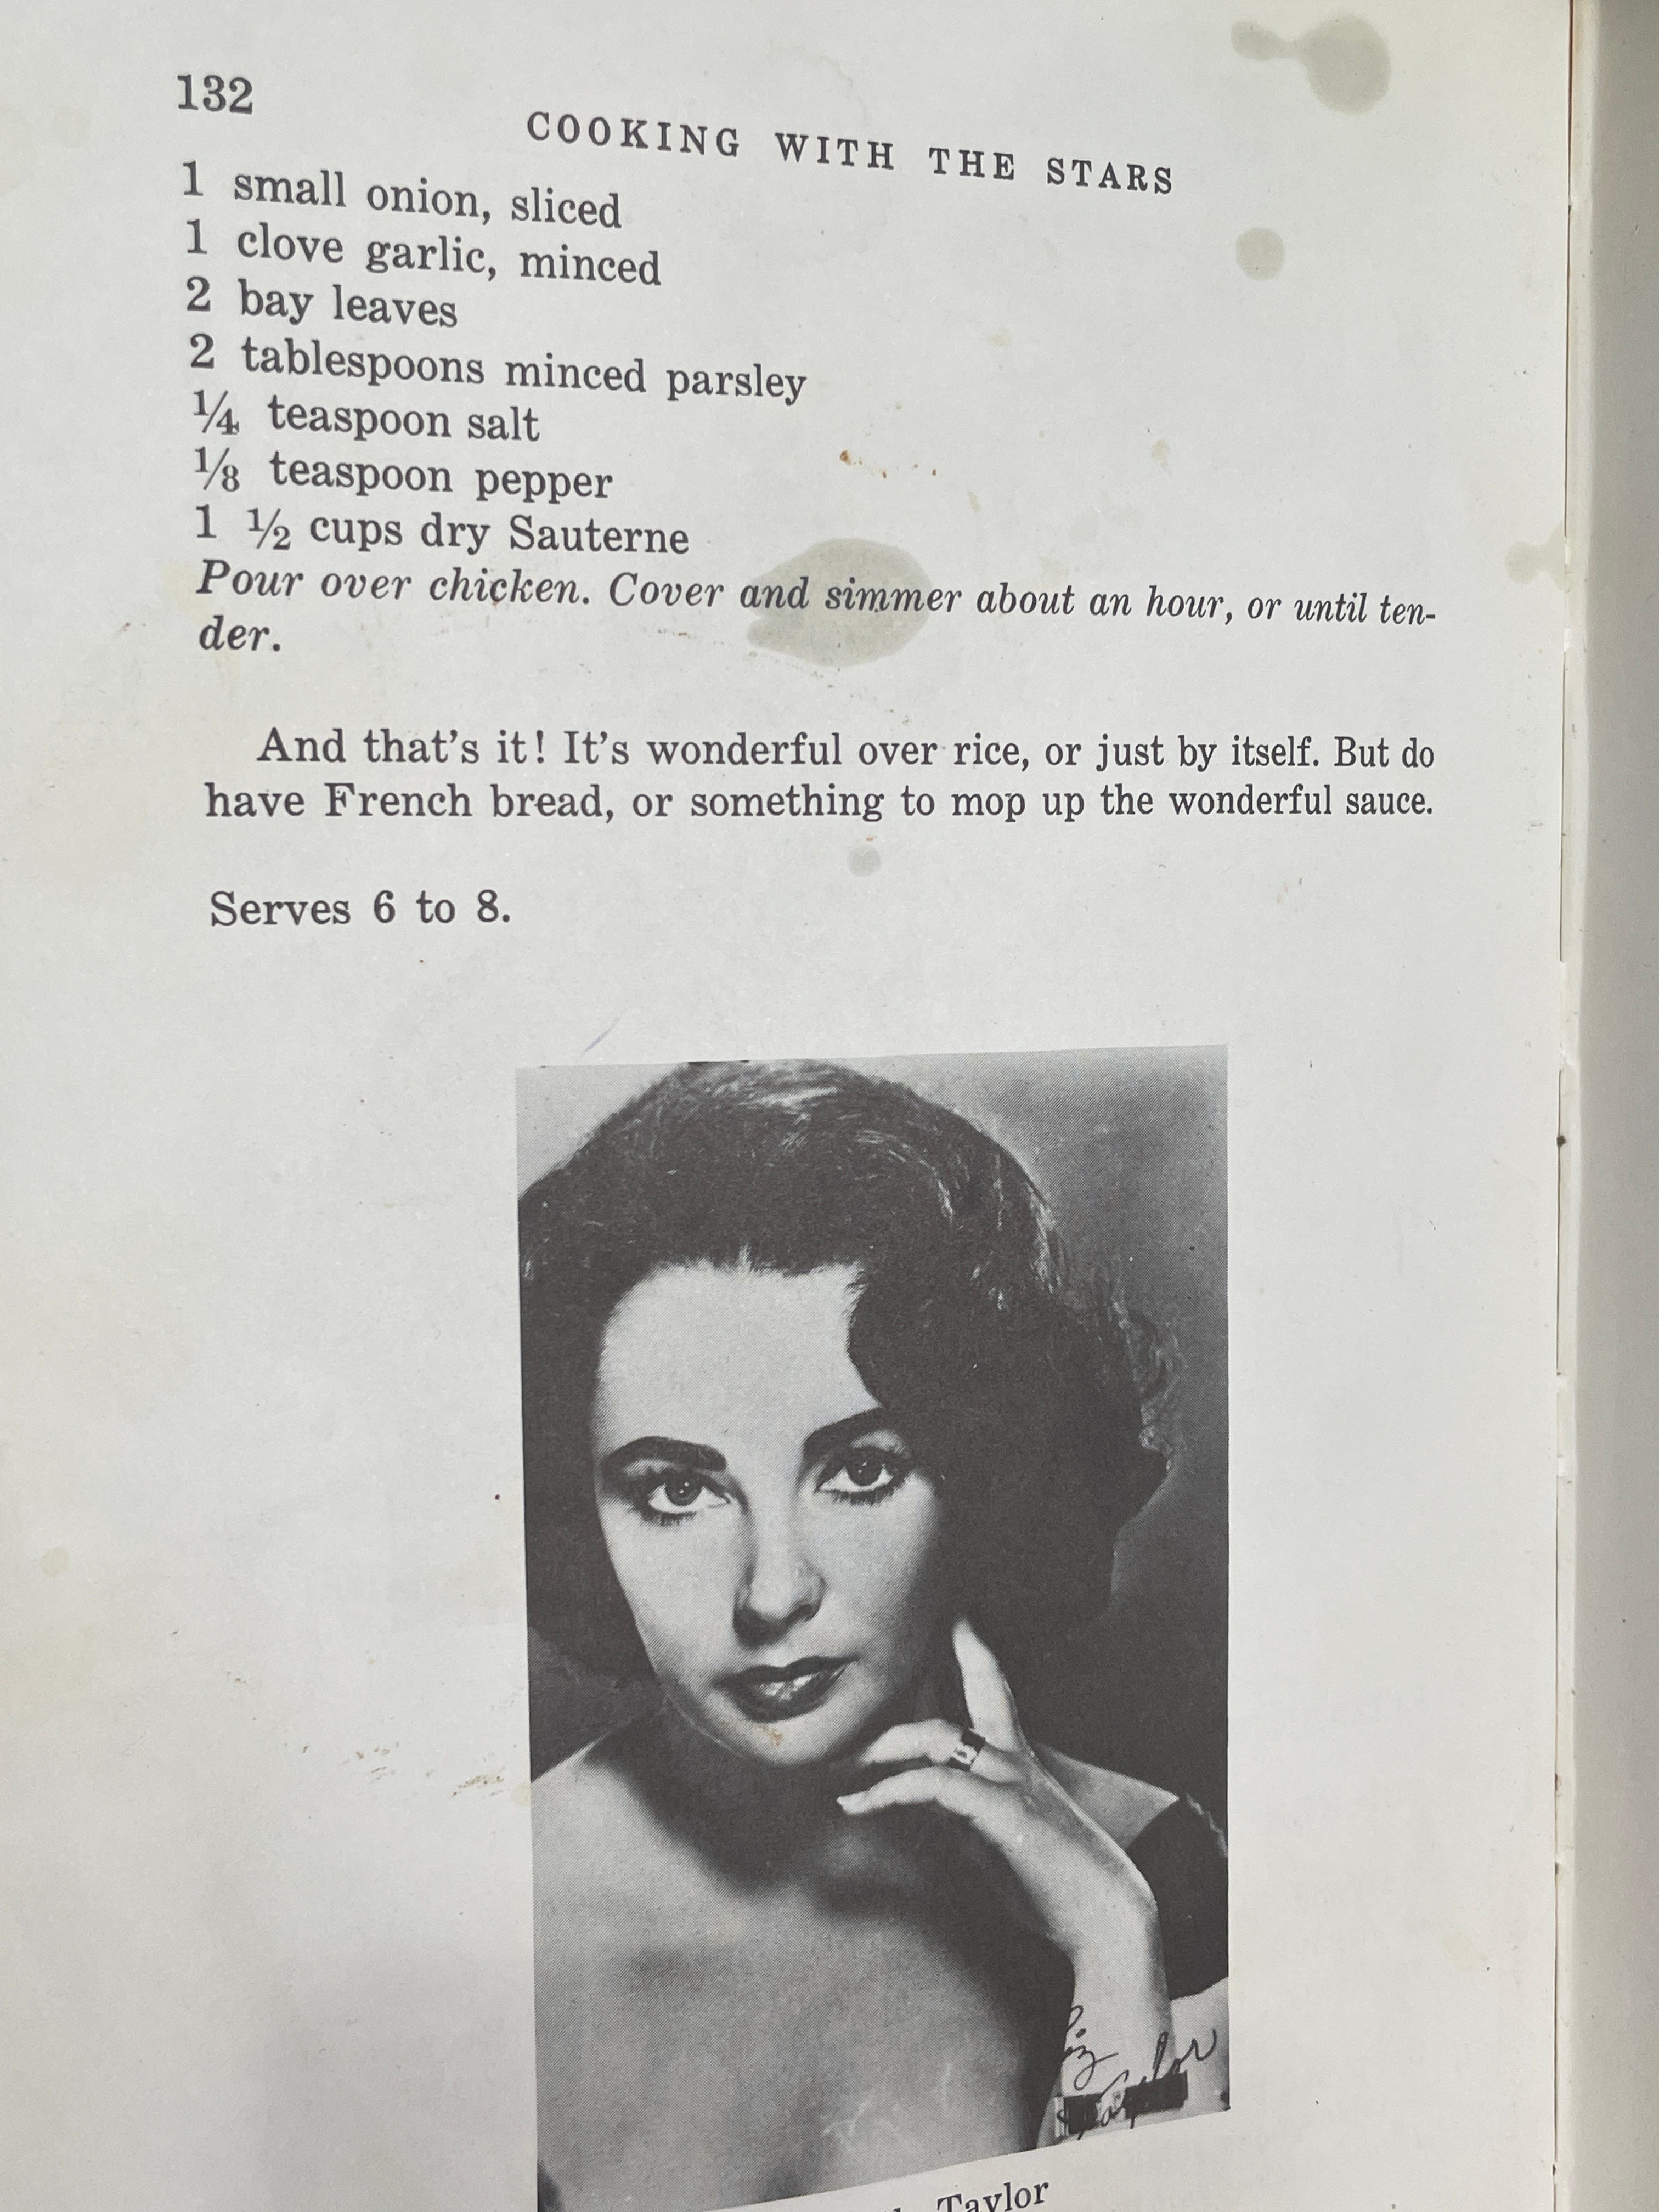 132
COOKING WITH THE STARS
1 small onion, sliced
1 clove garlic, minced
2 bay leaves
2 tablespoons minced parsley
¼ teaspoon salt
⅛ teaspoon pepper
1 ½ cups dry Sauterne
Pour over chicken. Cover and simmer about an hour, or until ten-
der.
And that's it! It's wonderful over rice, or just by itself. But do
have French bread, or something to mop up the wonderful sauce.
Serves 6 to 8.
Liz
Taylor
Taylor